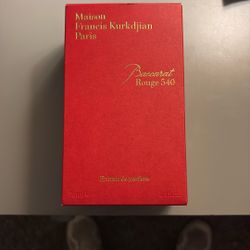 Maison
Francis Kurkdjian
Paris
Baccarat
Rouge 540
Extrait de parfum